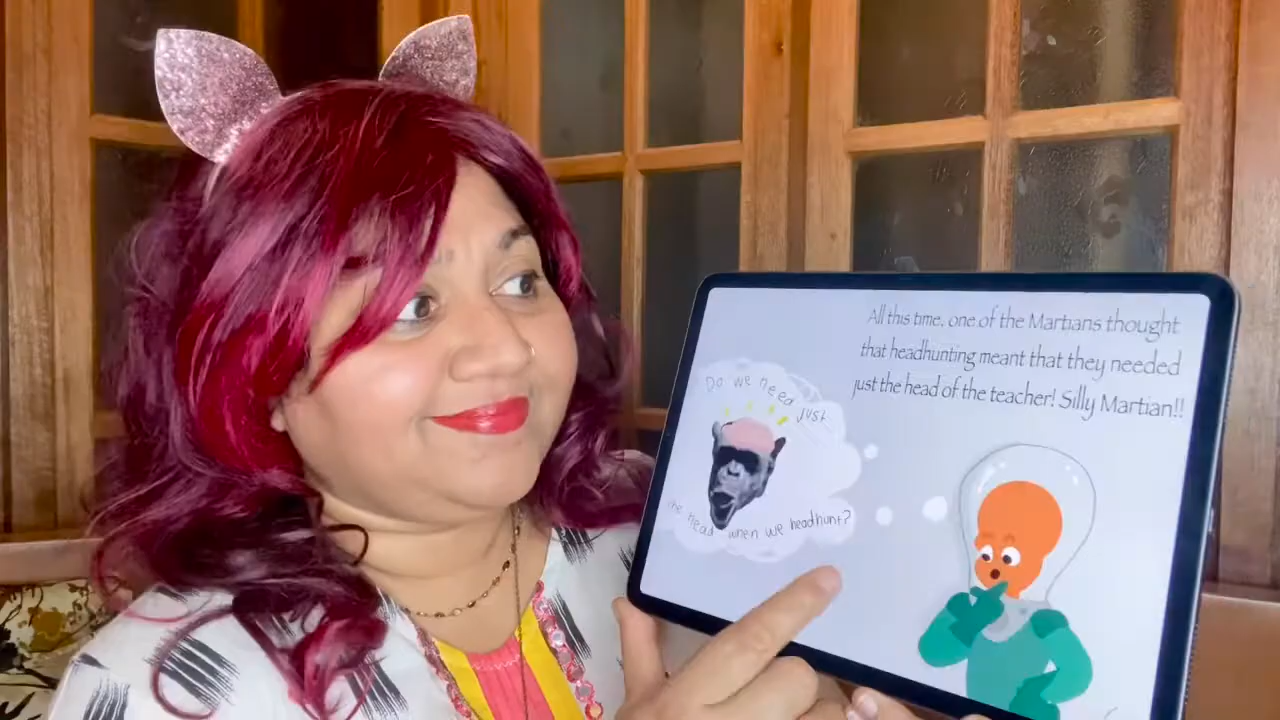 All this time, one of the Martians thought
that headhunting meant that they needed
just the head of the teacher! Silly Martian!!
Do we need just
the head when we headhunt?